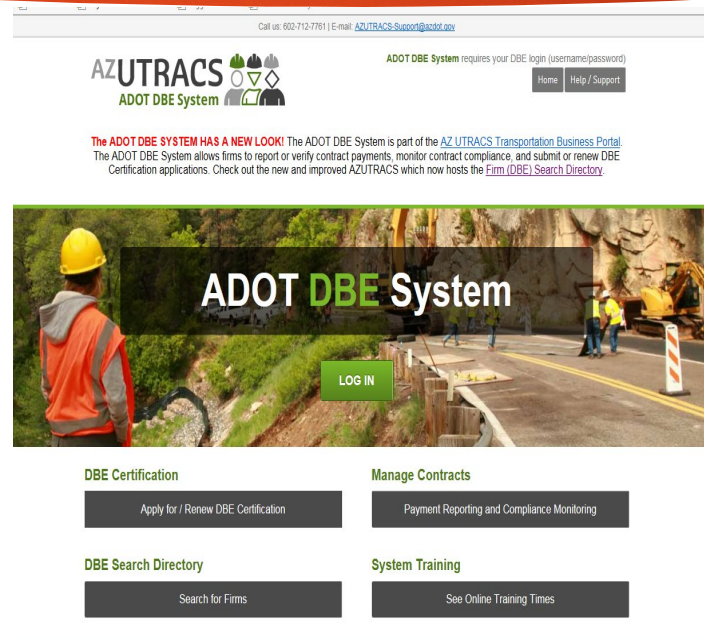 Call us: 602-712-7761 | E-mail: AZUTRACS-Support@azdot.gov
AZUTRACS
ADOT DBE System
ADOT DBE System requires your DBE login (username/password)
Home Help / Support
The ADOT DBE SYSTEM HAS A NEW LOOK! The ADOT DBE System is part of the AZ UTRACS Transportation Business Portal.
The ADOT DBE System allows firms to report or verify contract payments, monitor contract compliance, and submit or renew DBE
Certification applications. Check out the new and improved AZUTRACS which now hosts the Firm (DBE) Search Directory.
ADOT DBE System
LOG IN
DBE Certification
Apply for / Renew DBE Certification
Manage Contracts
Payment Reporting and Compliance Monitoring
DBE Search Directory
Search for Firms
System Training
See Online Training Times